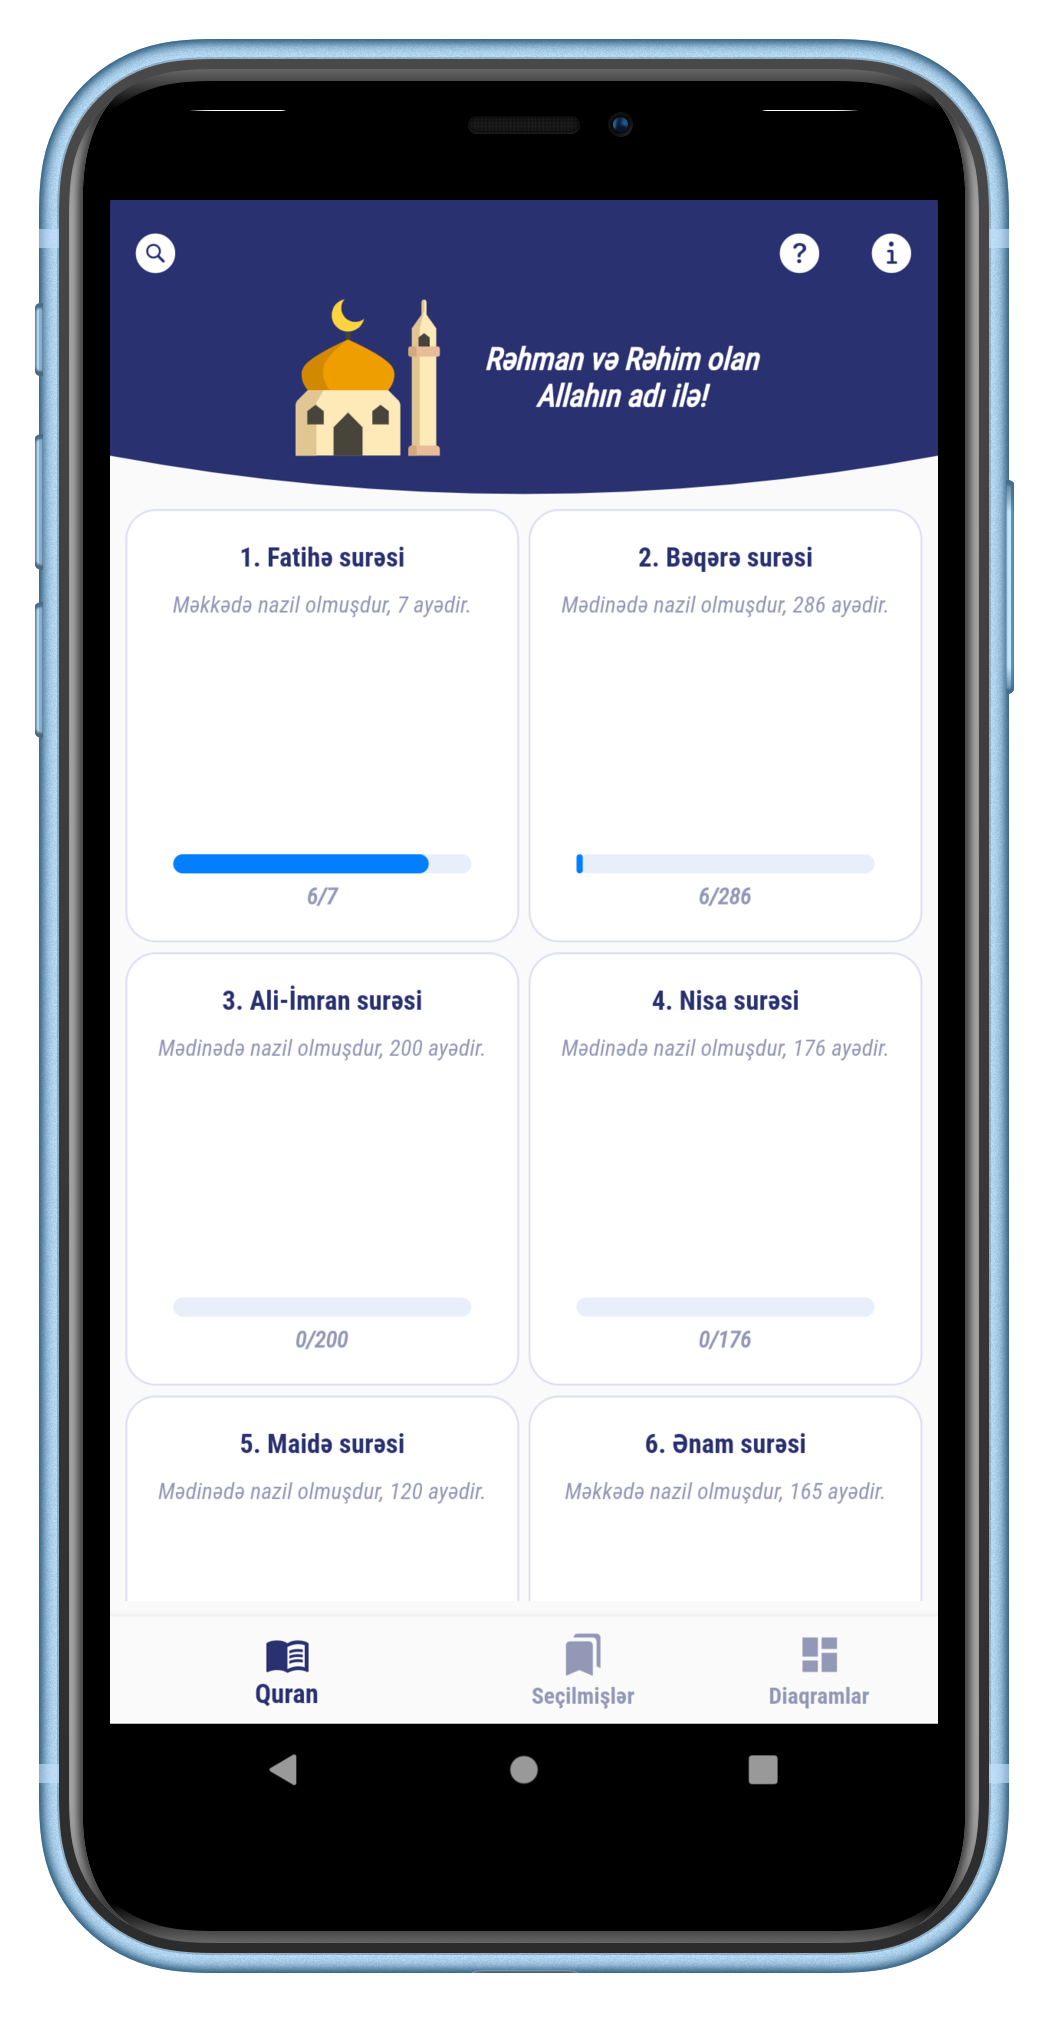 ?
i
Rəhman və Rəhim olan
Allahın adı ilə!
1. Fatihə surəsi
Məkkədə nazil olmuşdur, 7 ayədir.
6/7
2. Bəqərə surəsi
Mədinədə nazil olmuşdur, 286 ayədir.
6/286
3. Ali-İmran surəsi
Mədinədə nazil olmuşdur, 200 ayədir.
0/200
4. Nisa surəsi
Mədinədə nazil olmuşdur, 176 ayədir.
0/176
5. Maidə surəsi
Mədinədə nazil olmuşdur, 120 ayədir.
6. Ənam surəsi
Məkkədə nazil olmuşdur, 165 ayədir.
Quran
Seçilmişlər
Diaqramlar